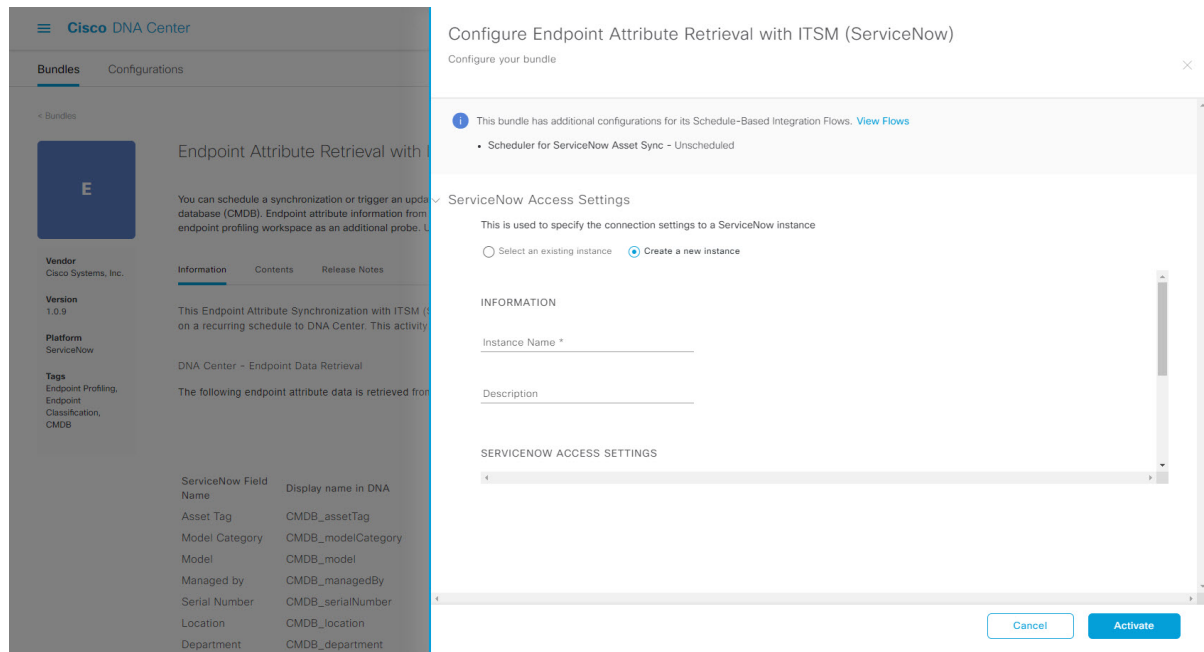 Cisco DNA Center
Bundles Configurations
< Bundles
E
Vendor
Cisco Systems, Inc.
Version
1.0.9
Platform
ServiceNow
Tags
Endpoint Profiling,
Endpoint
Classification,
CMDB
Endpoint Attribute Retrieval with
You can schedule a synchronization or trigger an upda
database (CMDB). Endpoint attribute information from
endpoint profiling workspace as an additional probe. U
Information Contents Release Notes
This Endpoint Attribute Synchronization with ITSM (S
on a recurring schedule to DNA Center. This activity
DNA Center - Endpoint Data Retrieval
The following endpoint attribute data is retrieved from
ServiceNow Field
Name
Display name in DNA
Asset Tag CMDB_assetTag
Model Category CMDB_modelCategory
Model CMDB_model
Managed by CMDB_managedBy
Serial Number CMDB_serialNumber
Location CMDB_location
Department CMDB_department
Configure Endpoint Attribute Retrieval with ITSM (ServiceNow)
Configure your bundle
This bundle has additional configurations for its Schedule-Based Integration Flows. View Flows
• Scheduler for ServiceNow Asset Sync - Unscheduled
ServiceNow Access Settings
This is used to specify the connection settings to a ServiceNow instance
Select an existing instance Create a new instance
INFORMATION
Instance Name *
Description
SERVICENOW ACCESS SETTINGS
Cancel Activate